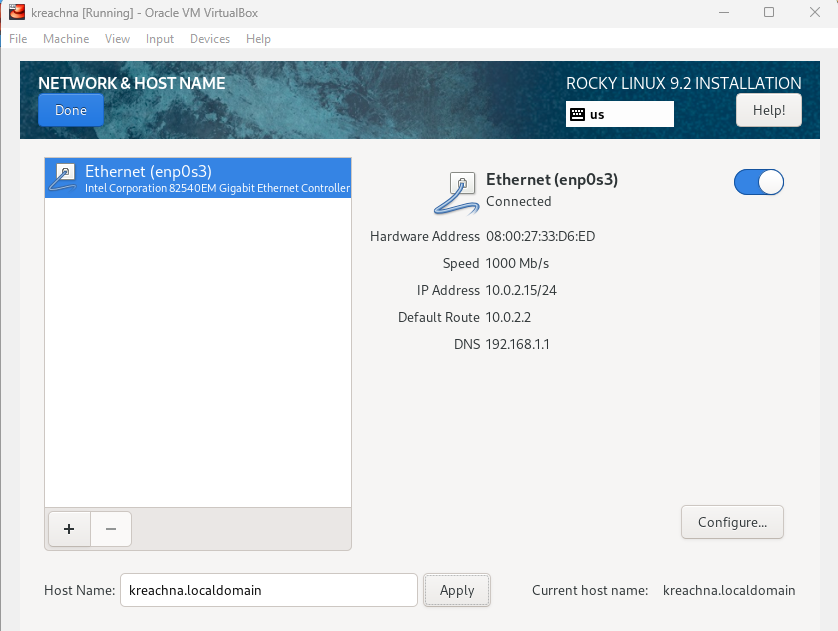 kreachna [Running] - Oracle VM VirtualBox
File Machine View Input Devices Help
NETWORK & HOST NAME
ROCKY LINUX 9.2 INSTALLATION
Done
us
Help!
Ethernet (enp0s3)
Intel Corporation 82540EM Gigabit Ethernet Controller
Ethernet (enp0s3)
Connected
Hardware Address 08:00:27:33:D6:ED
Speed 1000 Mb/s
IP Address 10.0.2.15/24
Default Route 10.0.2.2
DNS 192.168.1.1
+ −
Configure...
Host Name: kreachna.localdomain Apply Current host name: kreachna.localdomain